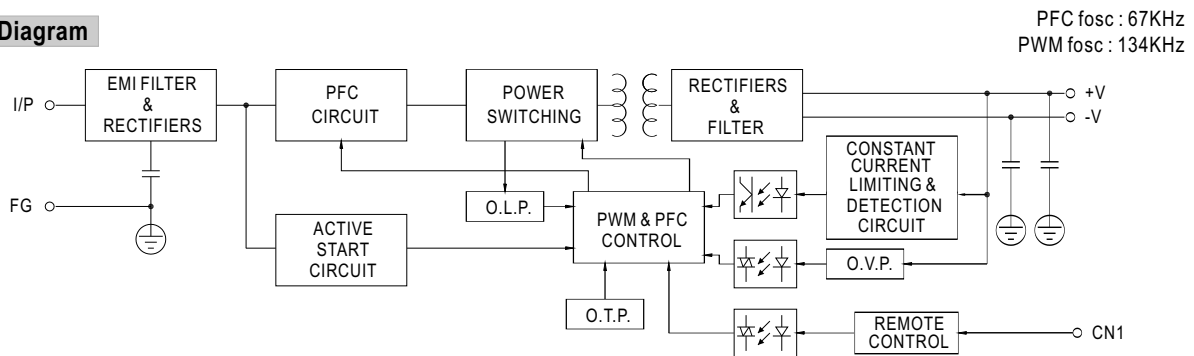 Diagram
PFC fosc : 67KHz
PWM fosc : 134KHz
I/P
EMI FILTER
&
RECTIFIERS
PFC
CIRCUIT
POWER
SWITCHING
RECTIFIERS
&
FILTER
+V
-V
FG
ACTIVE
START
CIRCUIT
O.L.P.
PWM & PFC
CONTROL
CONSTANT
CURRENT
LIMITING &
DETECTION
CIRCUIT
O.V.P.
O.T.P.
REMOTE
CONTROL
CN1